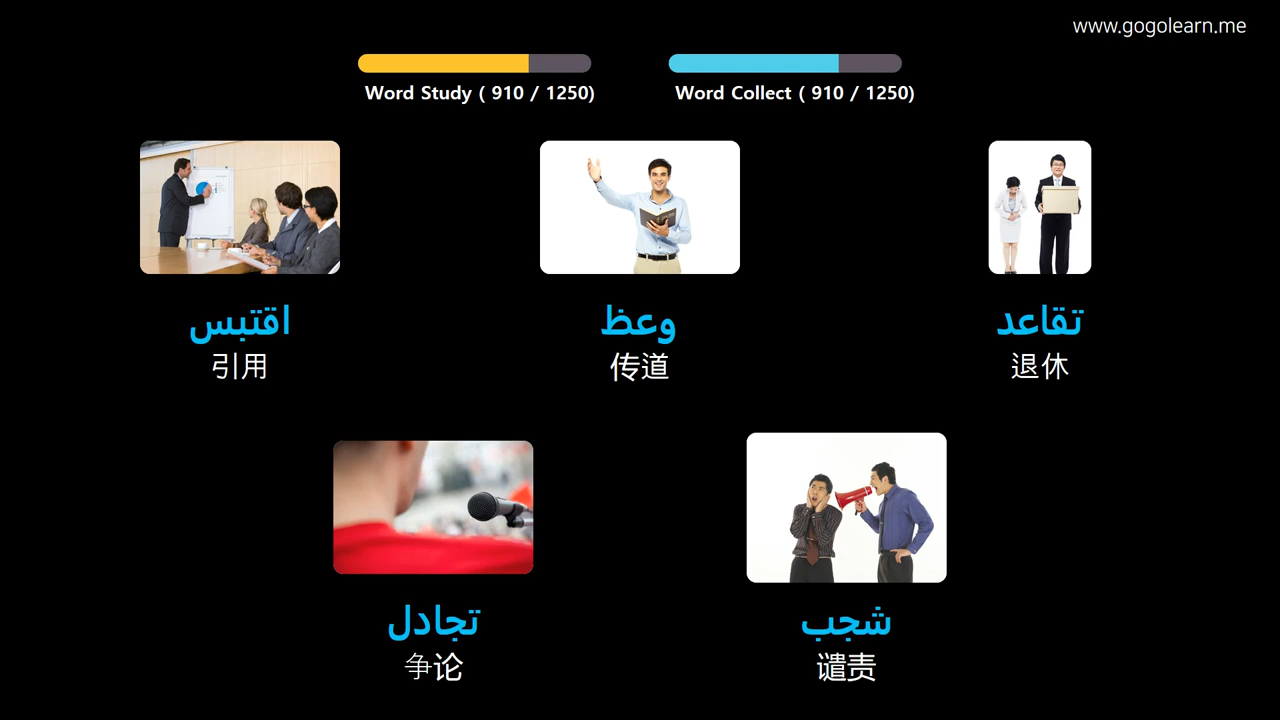 www.gogolearn.me
Word Study ( 910 / 1250)
Word Collect ( 910 / 1250)
اقتبس
引用
وعظ
传道
تقاعد
退休
تجادل
争论
شجب
谴责